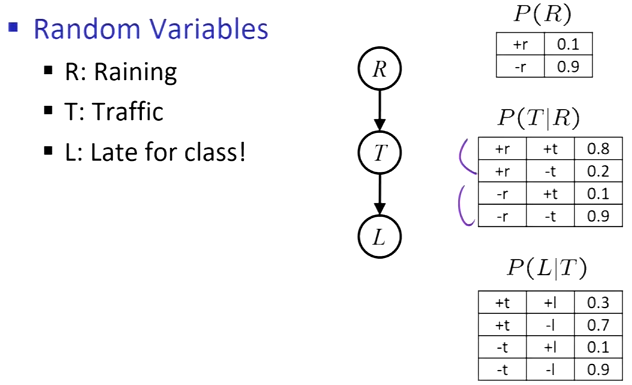 Random Variables
R: Raining
T: Traffic
L: Late for class!
R
T
L
P(R)
+r 0.1
-r 0.9
P(T|R)
+r +t 0.8
+r -t 0.2
-r +t 0.1
-r -t 0.9
P(L|T)
+t +l 0.3
+t -l 0.7
-t +l 0.1
-t -l 0.9